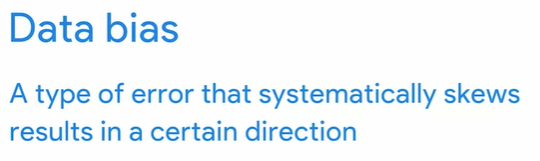 Data bias
A type of error that systematically skews
results in a certain direction